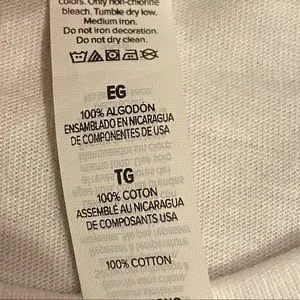 colors. Only non-chlorine
bleach. Tumble dry low.
Medium iron.
Do not iron decoration.
Do not dry clean.
EG
100% ALGODÓN
ENSAMBLADO EN NICARAGUA
DE COMPONENTES DE USA
TG
100% COTON
ASSEMBLÉ AU NICARAGUA
DE COMPOSANTS USA
100% COTTON